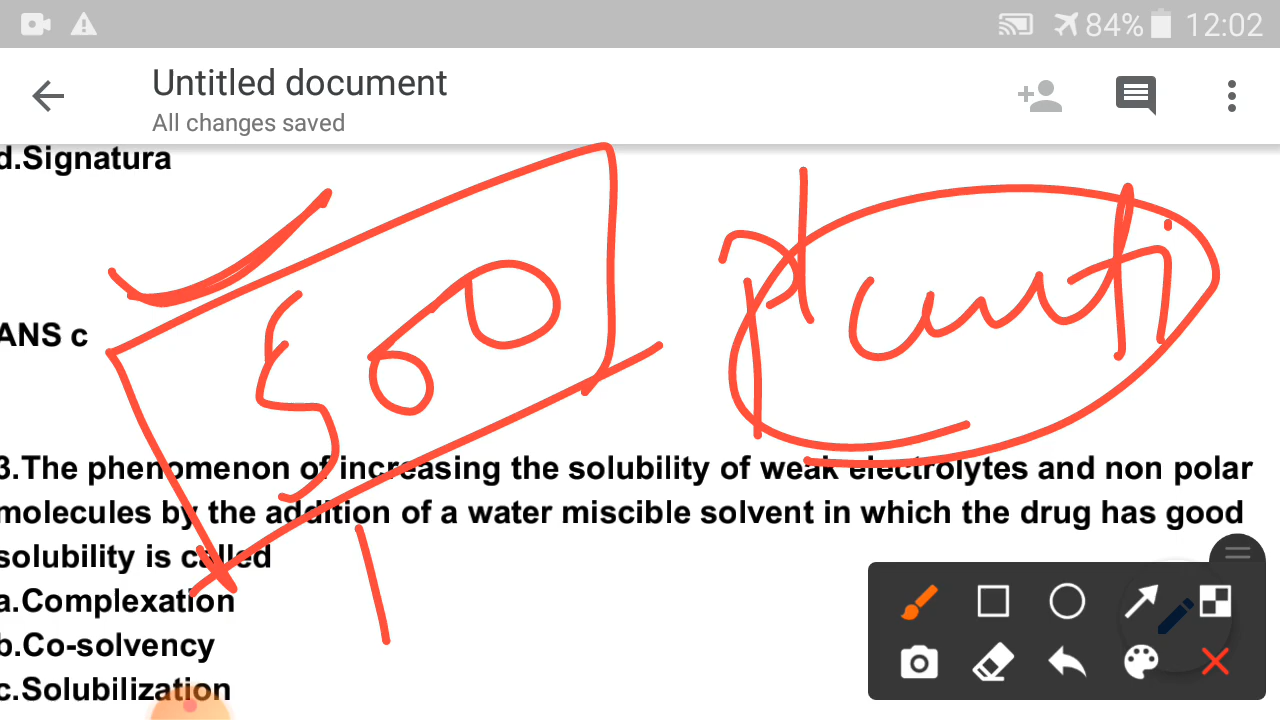 84% 12:02
Untitled document
All changes saved
d.Signatura
500
ANS c
3.The phenomenon of increasing the solubility of weak electrolytes and non polar
molecules by the addition of a water miscible solvent in which the drug has good
solubility is called
a.Complexation
b.Co-solvency
c.Solubilization